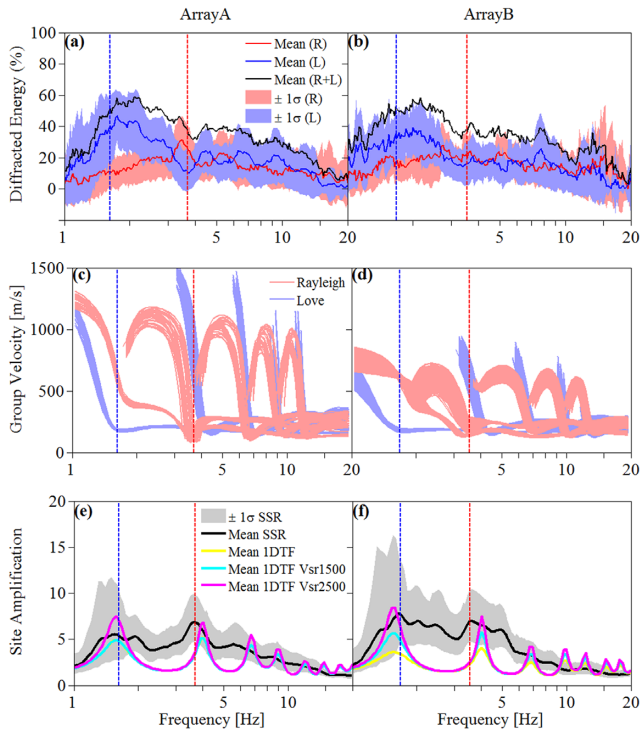 ArrayA
ArrayB
Diffracted Energy (%)
100
80
60
40
20
0
(a)
Mean (R)
Mean (L)
Mean (R+L)
± 1σ (R)
± 1σ (L)
(b)
1
5
10
20
5
10
20
Group Velocity [m/s]
1500
1000
500
0
(c)
Rayleigh
Love
(d)
1
5
10
20
5
10
20
Site Amplification
20
15
10
5
0
(e)
± 1σ SSR
Mean SSR
Mean 1DTF
Mean 1DTF Vsr1500
Mean 1DTF Vsr2500
(f)
1
5
10
20
5
10
20
Frequency [Hz]
Frequency [Hz]